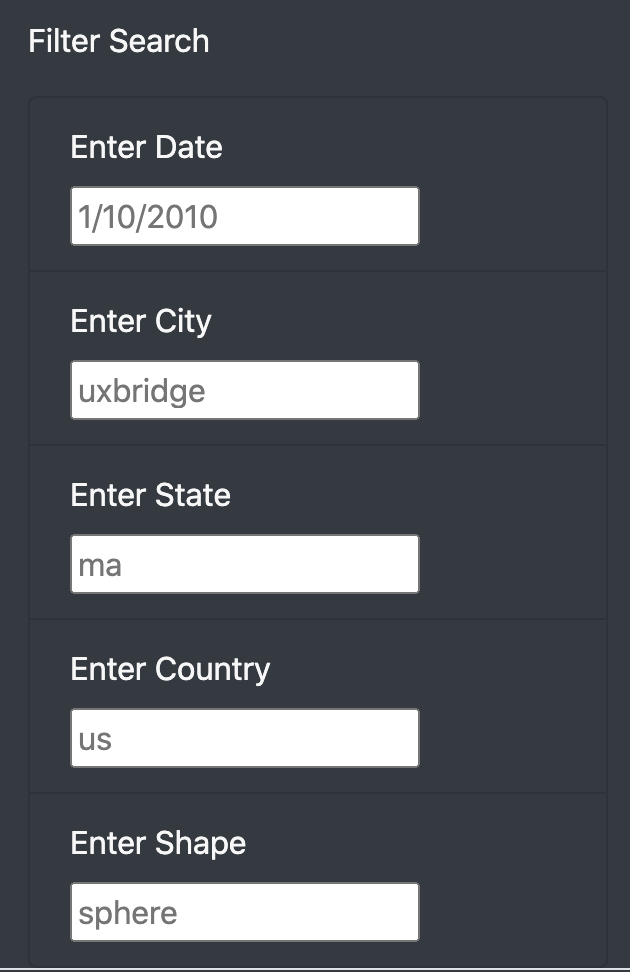 Filter Search
Enter Date
1/10/2010
Enter City
uxbridge
Enter State
ma
Enter Country
us
Enter Shape
sphere